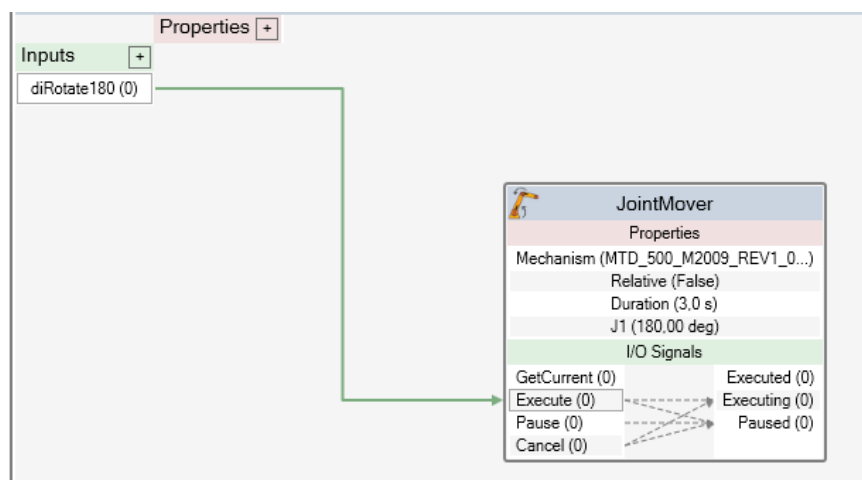 Properties +
Inputs +
diRotate180 (0)
JointMover
Properties
Mechanism (MTD_500_M2009_REV1_0...)
Relative (False)
Duration (3,0 s)
J1 (180,00 deg)
I/O Signals
GetCurrent (0) Executed (0)
Execute (0) Executing (0)
Pause (0) Paused (0)
Cancel (0)